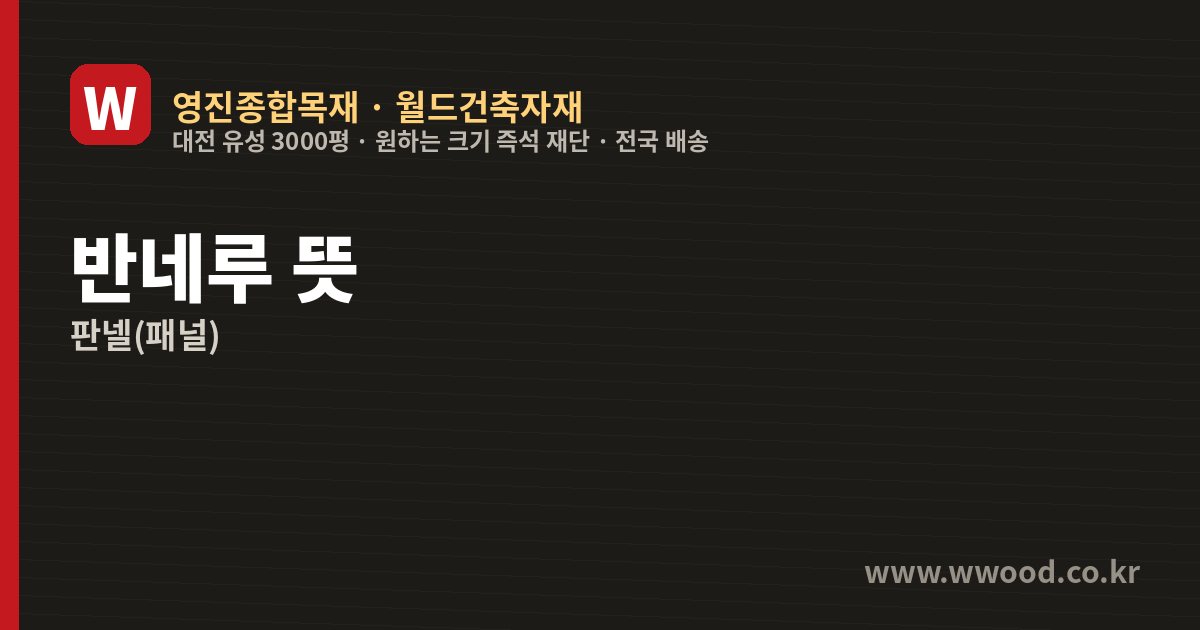 W
영진종합목재 · 월드건축자재
대전 유성 3000평 · 원하는 크기 즉석 재단 · 전국 배송
반네루 뜻
판넬(패널)
www.wwood.co.kr